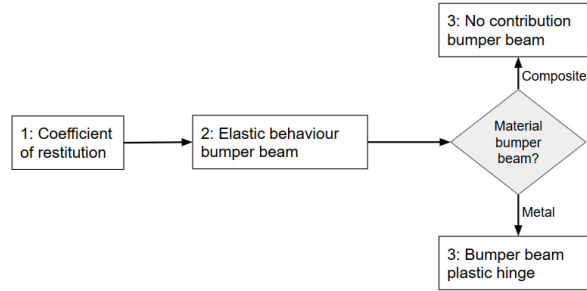 3: No contribution
bumper beam
Composite
1: Coefficient
of restitution
2: Elastic behaviour
bumper beam
Material
bumper
beam?
Metal
3: Bumper beam
plastic hinge